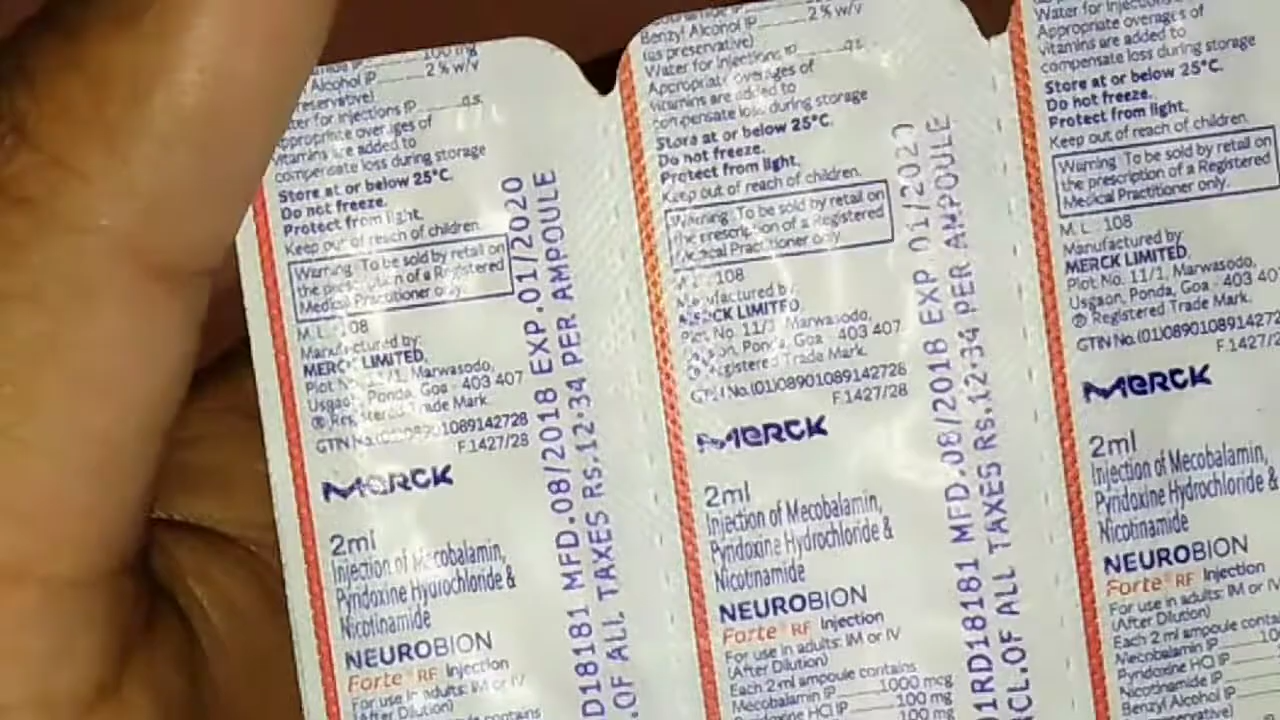 100 mg
Alcohol IP 2 % w/v
reservative)
ter for Injections IP q.s.
Appropriate overages of
vitamins are added to
compensate loss during storage
Store at or below 25°C.
Do not freeze.
Protect from light.
Keep out of reach of children.
Warning : To be sold by retail on
the prescription of a Registered
Medical Practitioner only.
M.L. : 108
Manufactured by:
MERCK LIMITED,
Plot No. 11/1, Marwasodo,
Usgaon, Ponda, Goa - 403 407
® Registered Trade Mark.
GTIN No.(01)08901089142728
F.1427/28
MERCK
2ml
Injection of Mecobalamin,
Pyridoxine Hydrochloride &
Nicotinamide
NEUROBION
Forte® RF Injection
For use in adults: IM or IV
(After Dilution)
D18181 MFD.08/2018 EXP.01/2020
.OF ALL TAXES Rs.12.34 PER AMPOULE
Benzyl Alcohol IP 2 % w/v
(as preservative)
Water for Injections IP q.s.
Appropriate overages of
vitamins are added to
compensate loss during storage
Store at or below 25°C.
Do not freeze.
Protect from light.
Keep out of reach of children.
Warning : To be sold by retail on
the prescription of a Registered
Medical Practitioner only
108
Manufactured by:
MERCK LIMITED,
Plot No. 11/1, Marwasodo,
Usgaon, Ponda, Goa 403 407
® Registered Trade Mark.
GTIN No.(01)08901089142728
F.1427/28
MERCK
2ml
Injection of Mecobalamin,
Pyridoxine Hydrochloride &
Nicotinamide
NEUROBION
Forte® RF Injection
For use in adults: IM or IV
(After Dilution)
Each 2 ml ampoule contains
Mecobalamin IP 1000 mcg
Pyridoxine HCl IP 100 mg
100 mg
01RD18181 MFD.08/2018 EXP 01/2020
NCL.OF ALL TAXES Rs.12.34 PER AMPOULE
Water for Injections
Appropriate overages of
vitamins are added to
compensate loss during storage
Store at or below 25°C.
Do not freeze.
Protect from light.
Keep out of reach of children.
Warning : To be sold by retail on
the prescription of a Registered
Medical Practitioner only.
M.L. : 108
Manufactured by:
MERCK LIMITED,
Plot No. 11/1, Marwasodo,
Usgaon, Ponda, Goa - 403 40
® Registered Trade Mark.
GTIN No.(01)0890108914272
F.1427/2
MERCK
2ml
Injection of Mecobalamin,
Pyridoxine Hydrochloride &
Nicotinamide
NEUROBION
Forte® RF Injection
For use in adults: IM or IV
(After Dilution)
Each 2 ml ampoule conta
Mecobalamin IP 10
Pyridoxine HCl IP
Nicotinamide IP
Benzyl Alcohol IP